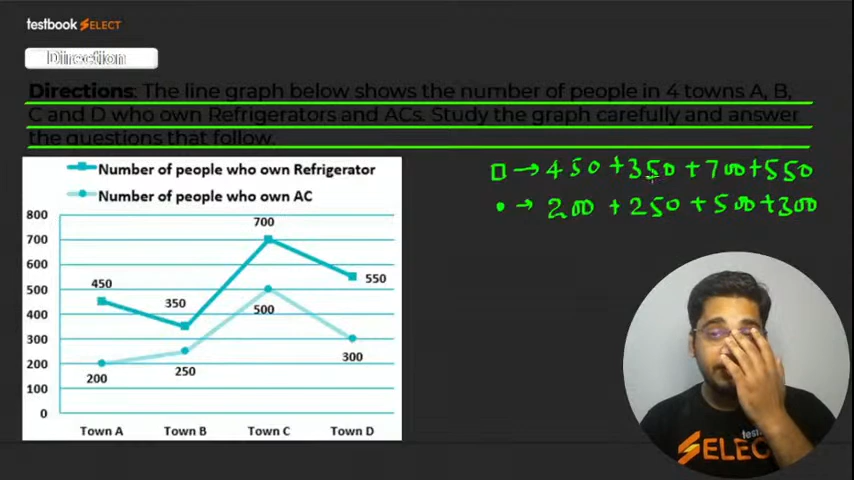 testbook SELECT
Direction
Directions: The line graph below shows the number of people in 4 towns A, B,
C and D who own Refrigerators and ACs. Study the graph carefully and answer
the questions that follow.
Number of people who own Refrigerator
Number of people who own AC
□ → 450 + 350 + 700 + 550
• → 200 + 250 + 500 + 300
800
700
600
500
400
300
200
100
0
450
350
700
550
200
250
500
300
Town A Town B Town C Town D
test
SELECT